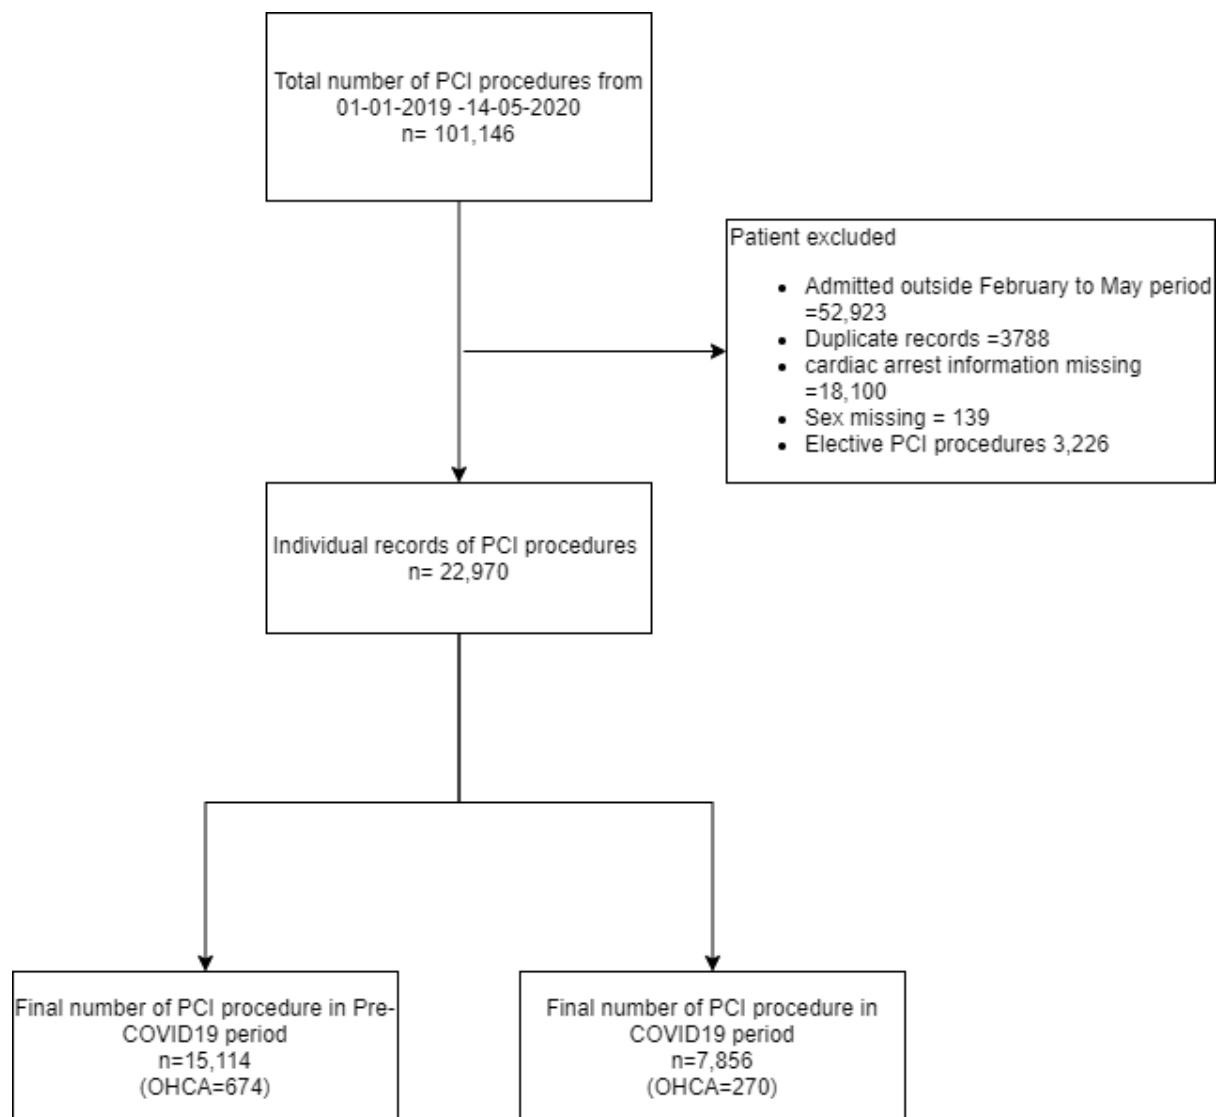 Total number of PCI procedures from
01-01-2019 -14-05-2020
n= 101,146
Patient excluded
• Admitted outside February to May period
=52,923
• Duplicate records =3788
• cardiac arrest information missing
=18,100
• Sex missing = 139
• Elective PCI procedures 3,226
Individual records of PCI procedures
n= 22,970
Final number of PCI procedure in Pre-
COVID19 period
n=15,114
(OHCA=674)
Final number of PCI procedure in
COVID19 period
n=7,856
(OHCA=270)